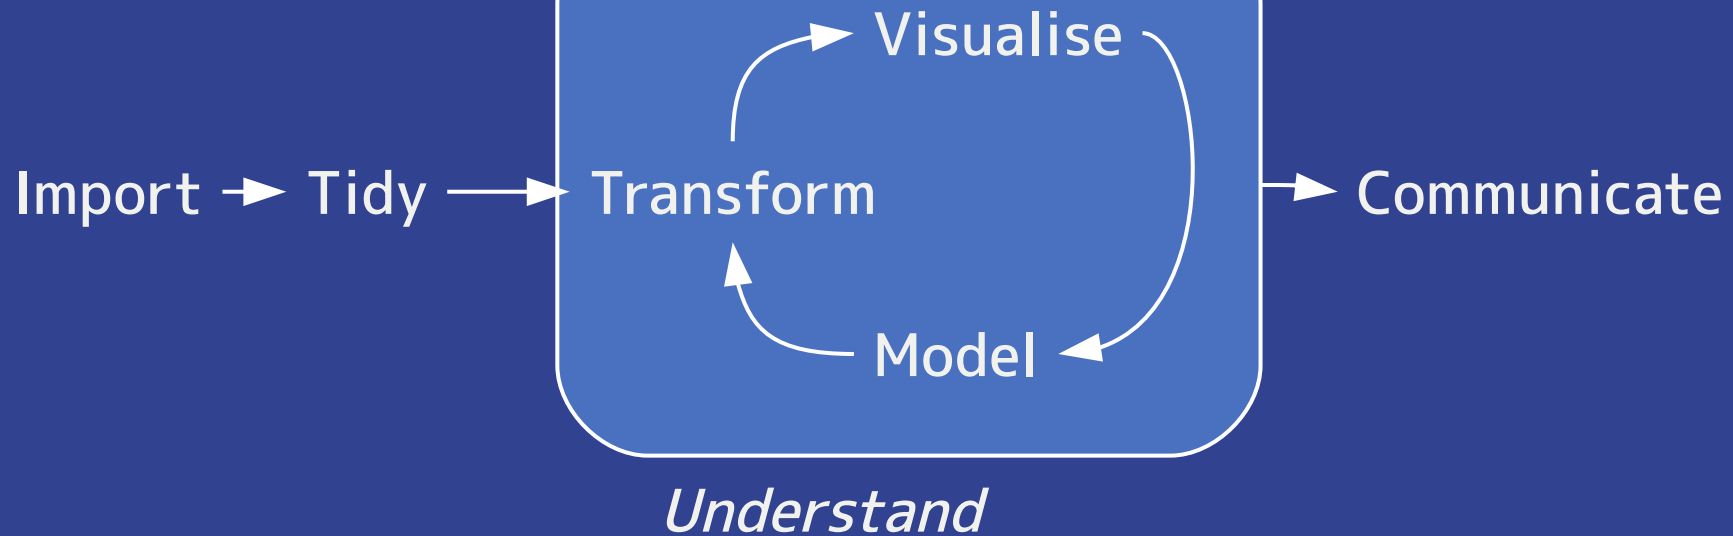 Visualise
Import Tidy Transform Communicate
Model
Understand